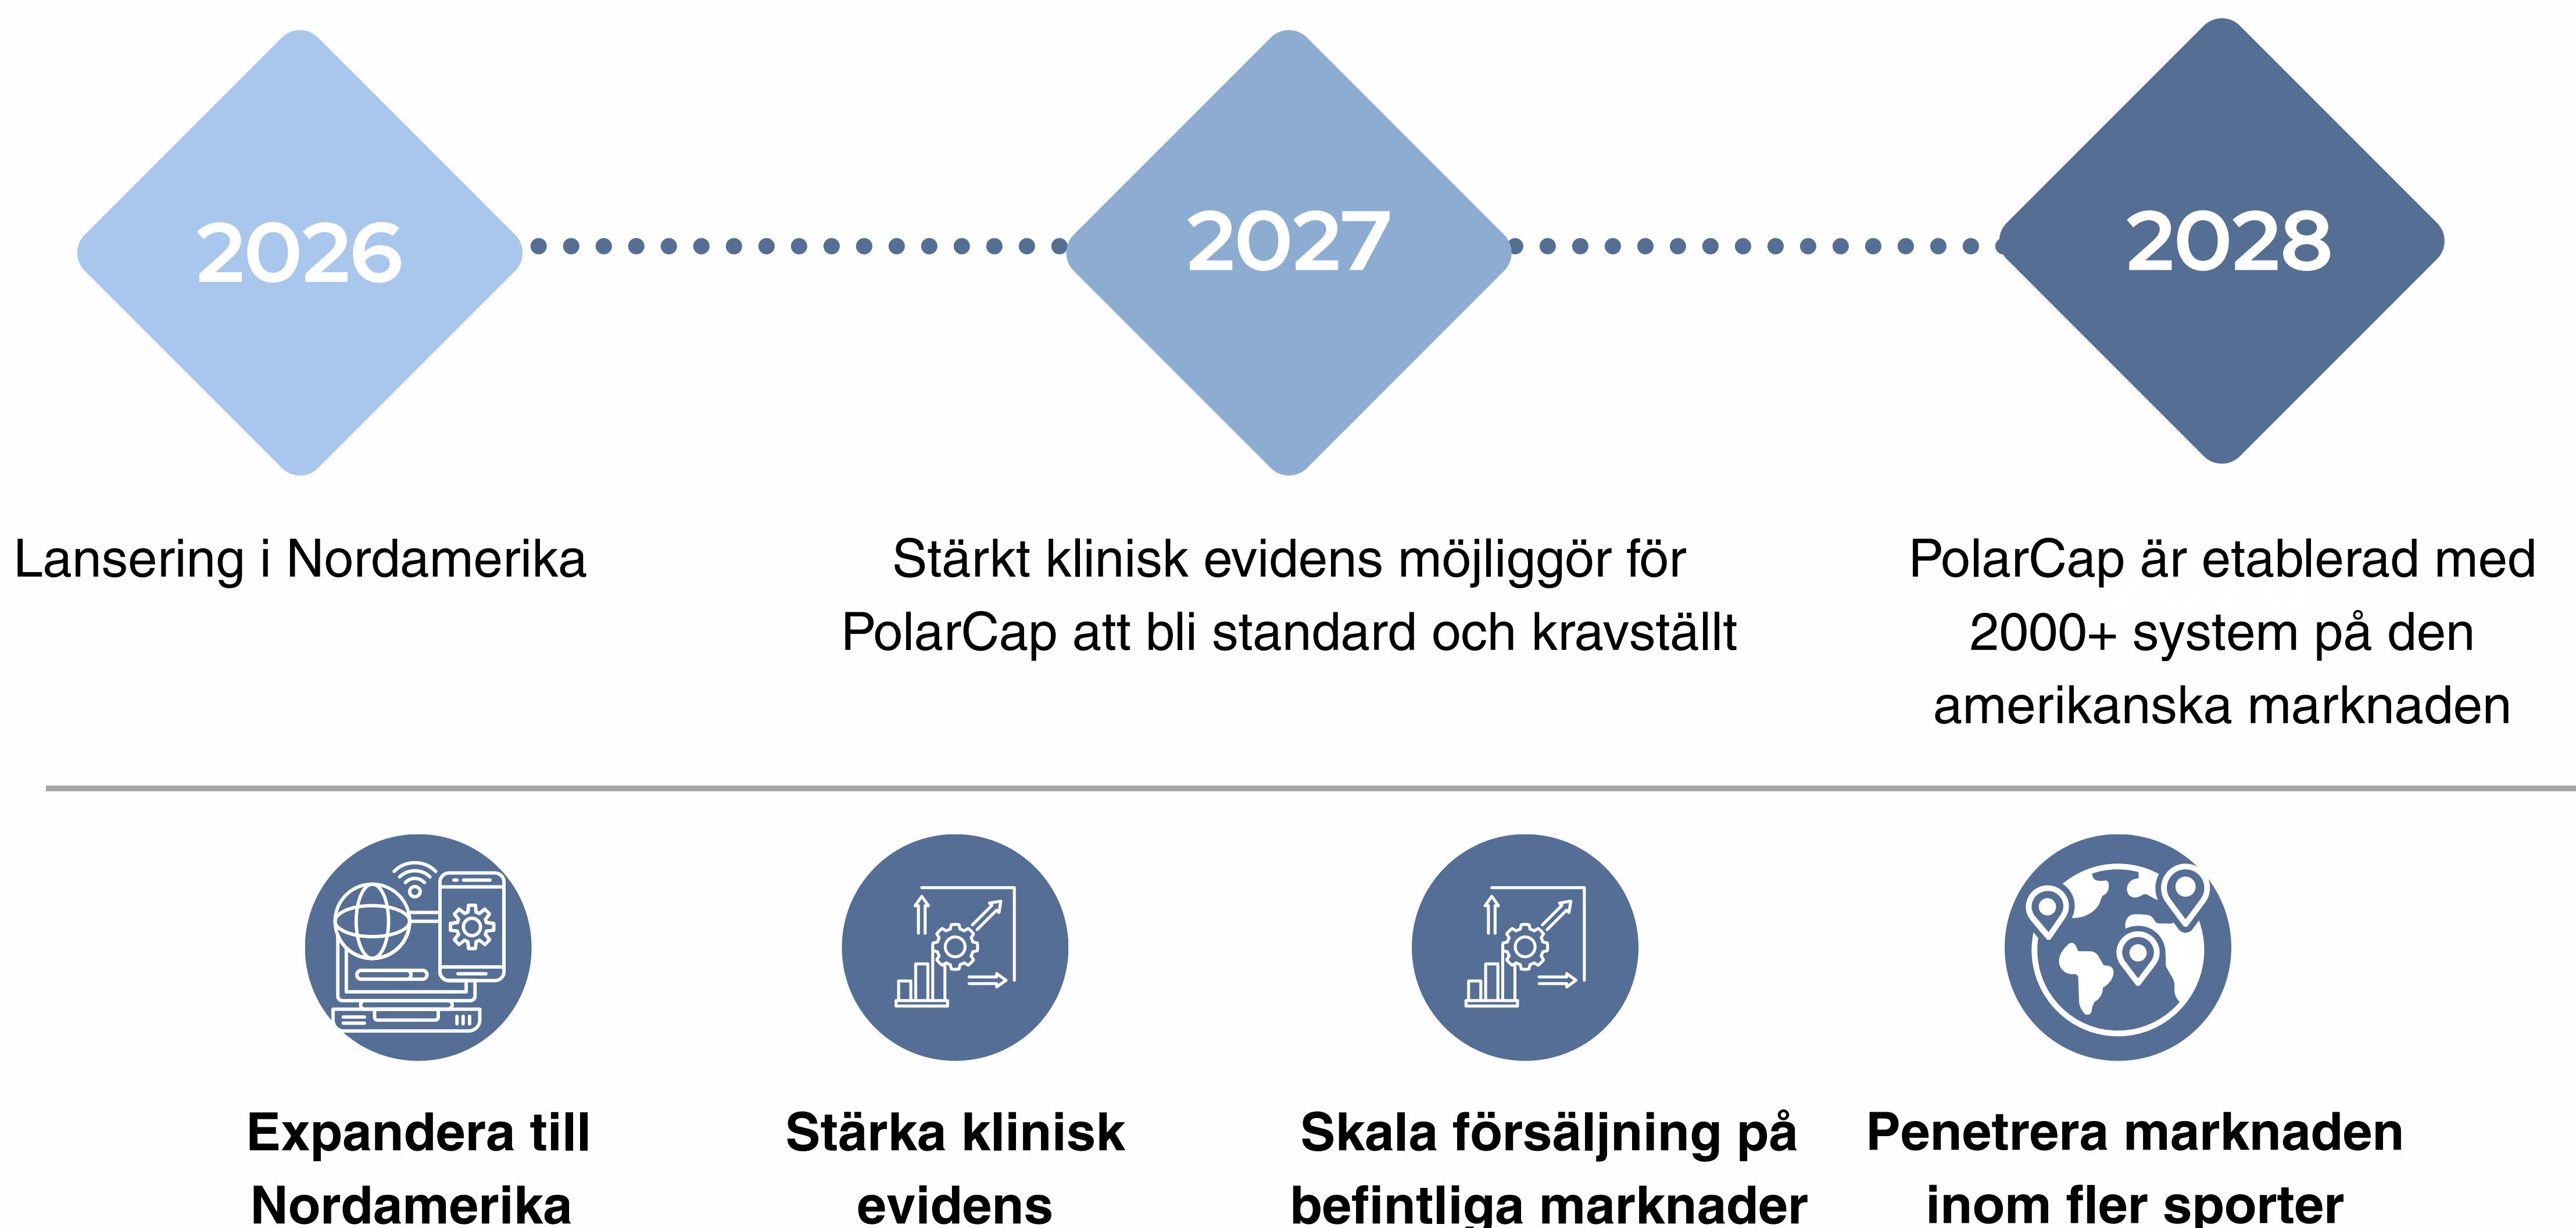 2026
2027
2028
Lansering i Nordamerika
Stärkt klinisk evidens möjliggör för
PolarCap att bli standard och kravställt
PolarCap är etablerad med
2000+ system på den
amerikanska marknaden
Expandera till
Nordamerika
Stärka klinisk
evidens
Skala försäljning på
befintliga marknader
Penetrera marknaden
inom fler sporter